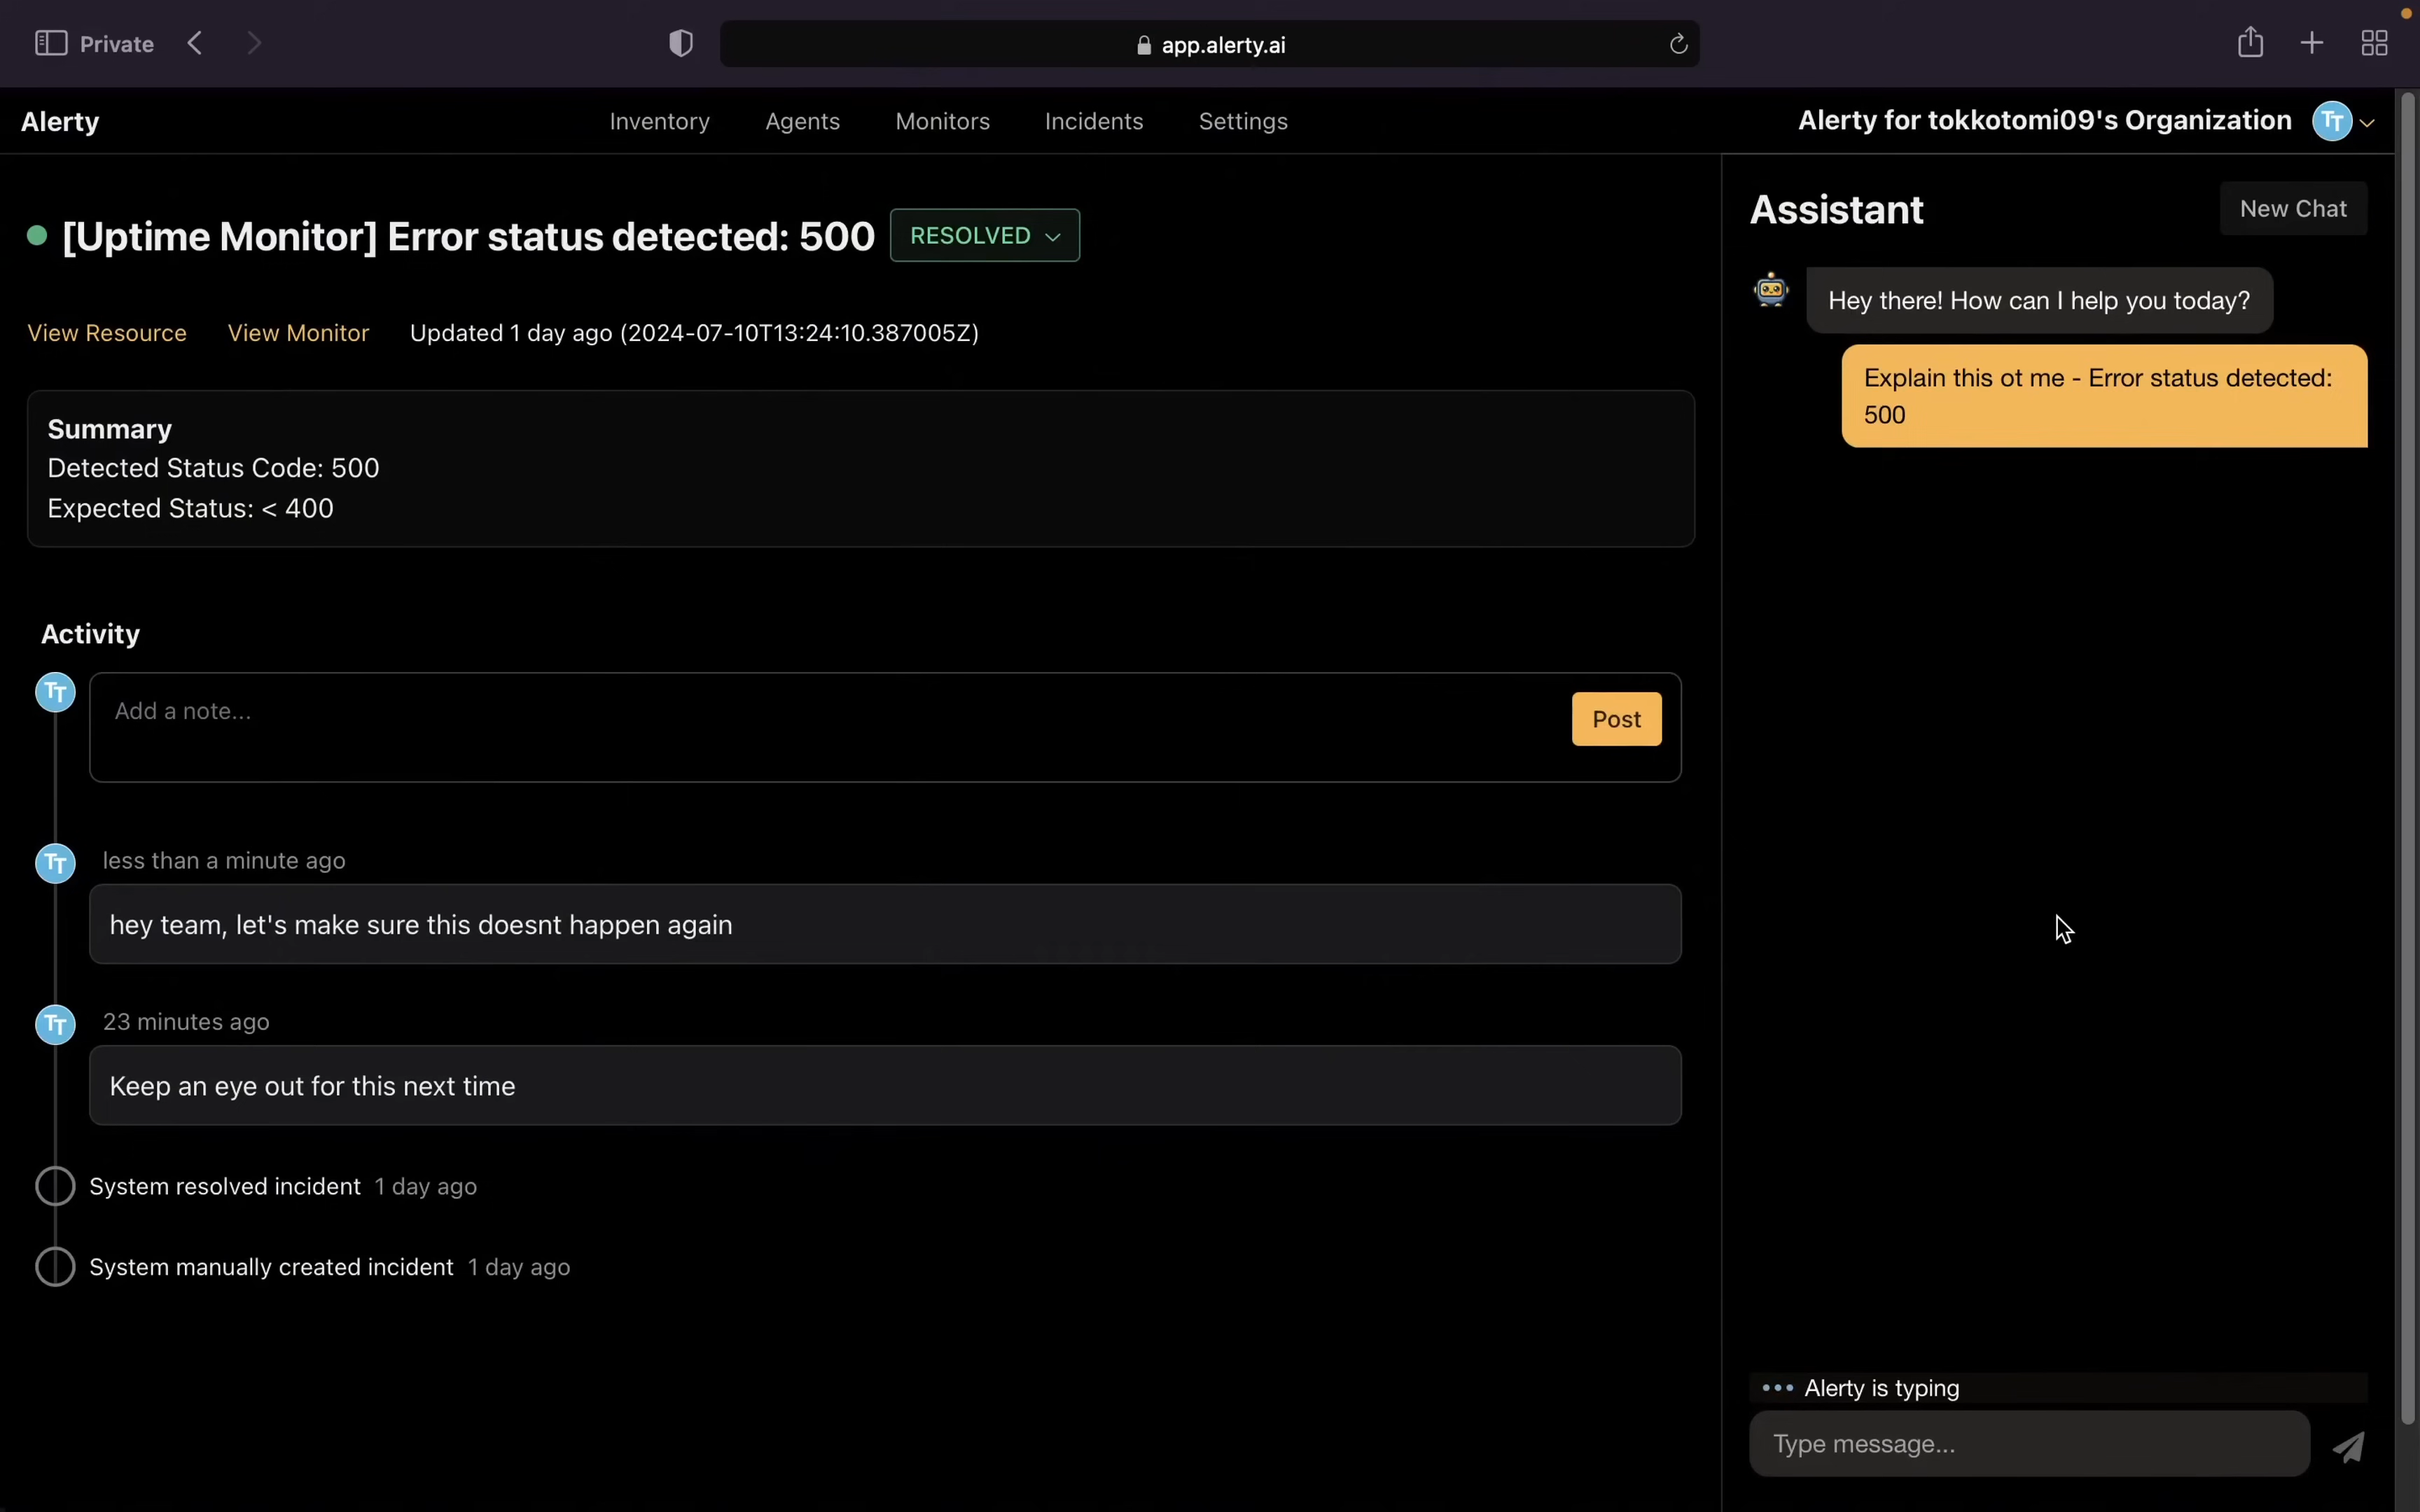 Private
app.alerty.ai
Alerty
Inventory
Agents
Monitors
Incidents
Settings
Alerty for tokkotomi09's Organization
TT
[Uptime Monitor] Error status detected: 500
RESOLVED
View Resource
View Monitor
Updated 1 day ago (2024-07-10T13:24:10.387005Z)
Summary
Detected Status Code: 500
Expected Status: < 400
Activity
TT
Add a note...
Post
TT
less than a minute ago
hey team, let's make sure this doesnt happen again
TT
23 minutes ago
Keep an eye out for this next time
System resolved incident 1 day ago
System manually created incident 1 day ago
Assistant
New Chat
Hey there! How can I help you today?
Explain this ot me - Error status detected:
500
Alerty is typing
Type message...